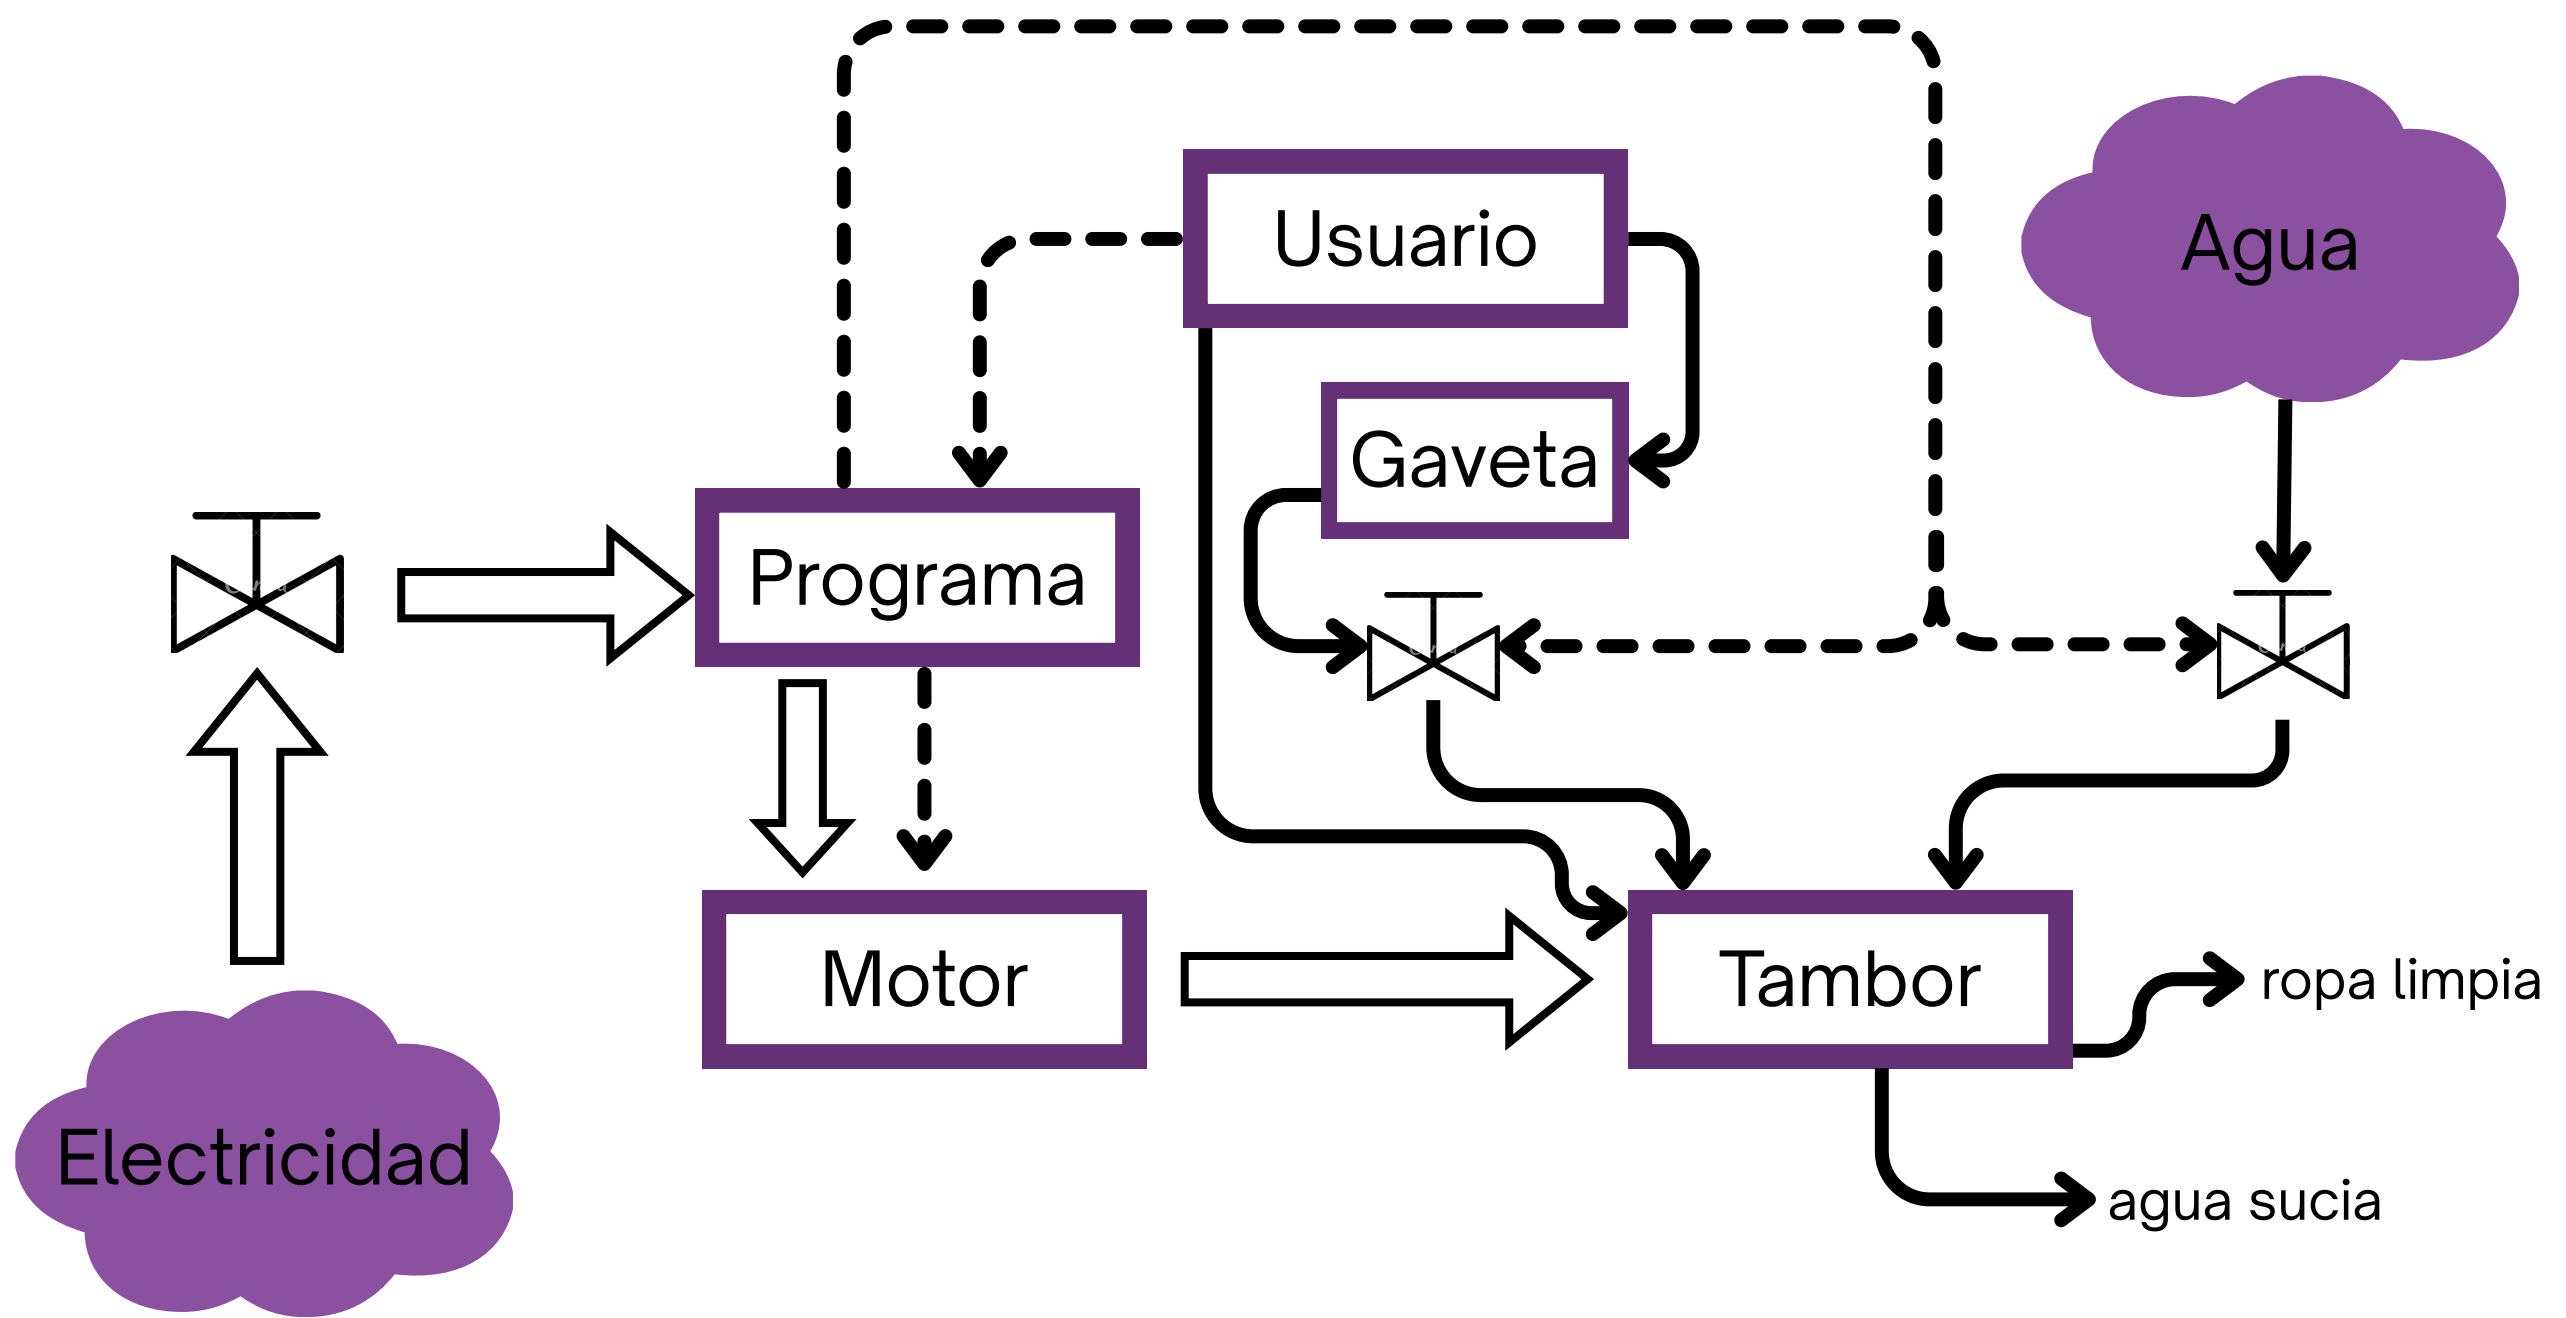 Usuario
Agua
Gaveta
Programa
Motor
Tambor
ropa limpia
Electricidad
agua sucia